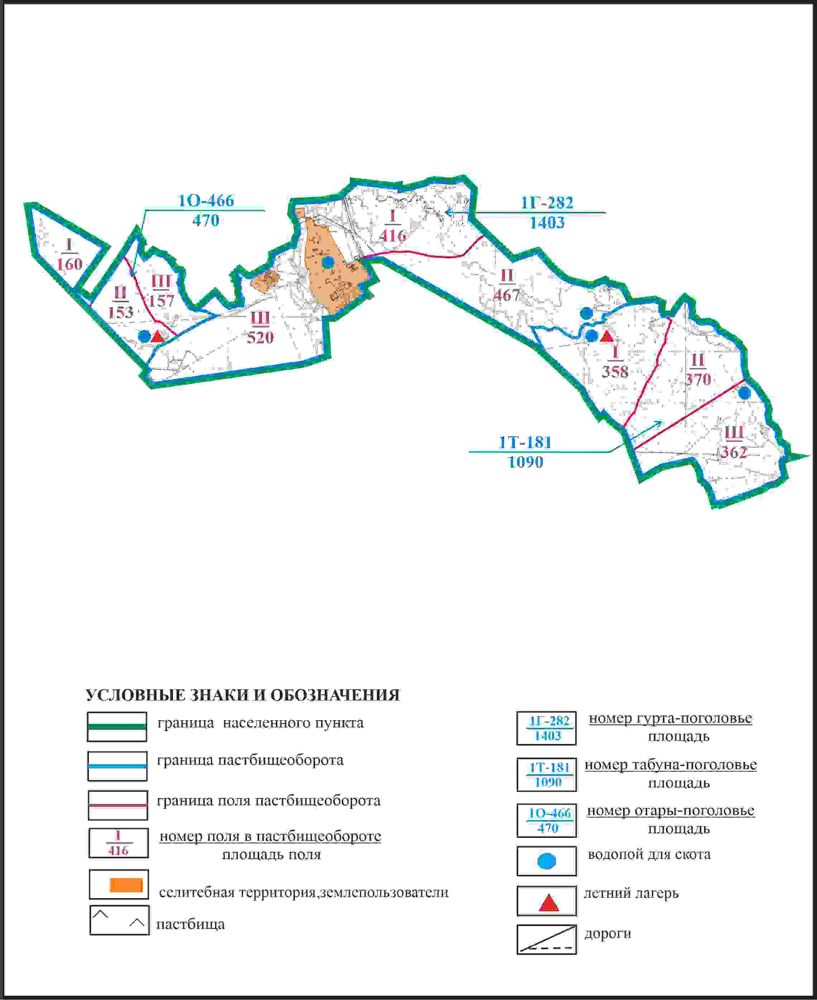 1О-466
470
1Г-282
1403
I
416
I
160
II
153
III
157
III
520
II
467
I
358
II
370
III
362
1Т-181
1090
УСЛОВНЫЕ ЗНАКИ И ОБОЗНАЧЕНИЯ
граница населенного пункта
граница пастбищеоборота
граница поля пастбищеоборота
I
416
номер поля в пастбищеобороте
площадь поля
селитебная территория,землепользователи
пастбища
1Г-282
1403
номер гурта-поголовье
площадь
1Т-181
1090
номер табуна-поголовье
площадь
1О-466
470
номер отары-поголовье
площадь
водопой для скота
летний лагерь
дороги